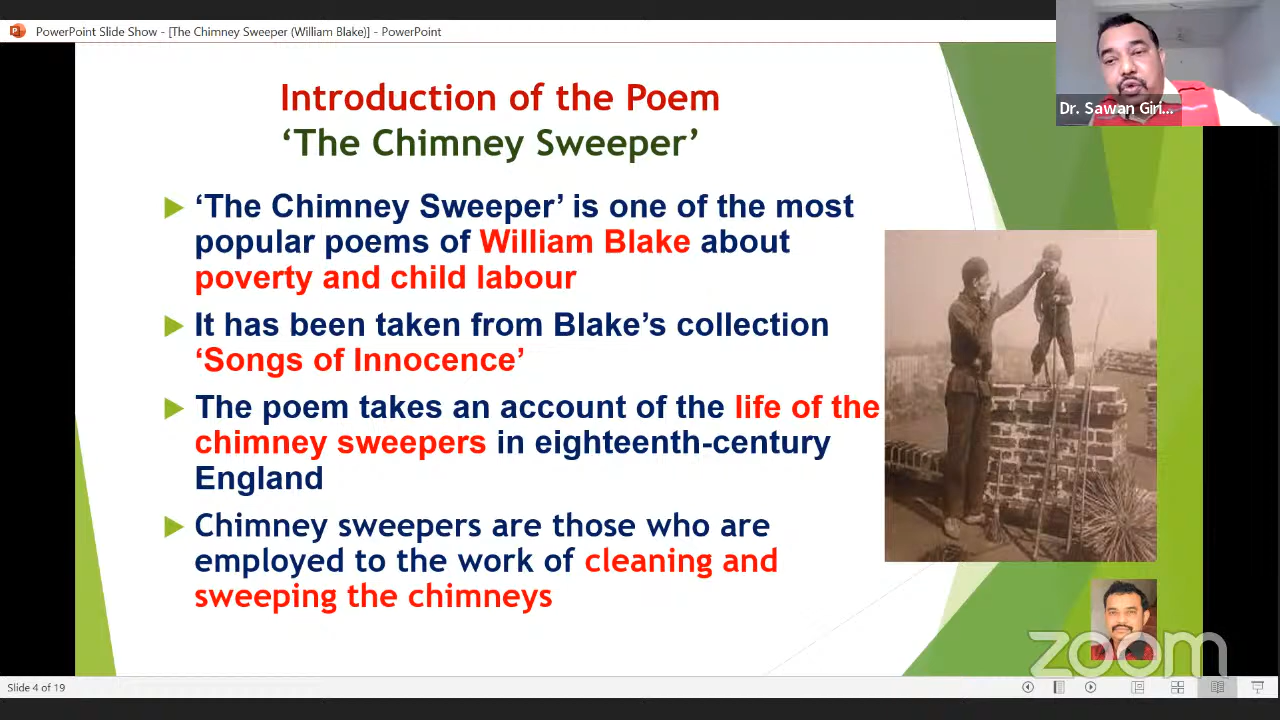 PowerPoint Slide Show - [The Chimney Sweeper (William Blake)] - PowerPoint
Dr. Sawan Giri...
Introduction of the Poem
‘The Chimney Sweeper’
‘The Chimney Sweeper’ is one of the most
popular poems of William Blake about
poverty and child labour
It has been taken from Blake’s collection
‘Songs of Innocence’
The poem takes an account of the life of the
chimney sweepers in eighteenth-century
England
Chimney sweepers are those who are
employed to the work of cleaning and
sweeping the chimneys
zoom
Slide 4 of 19